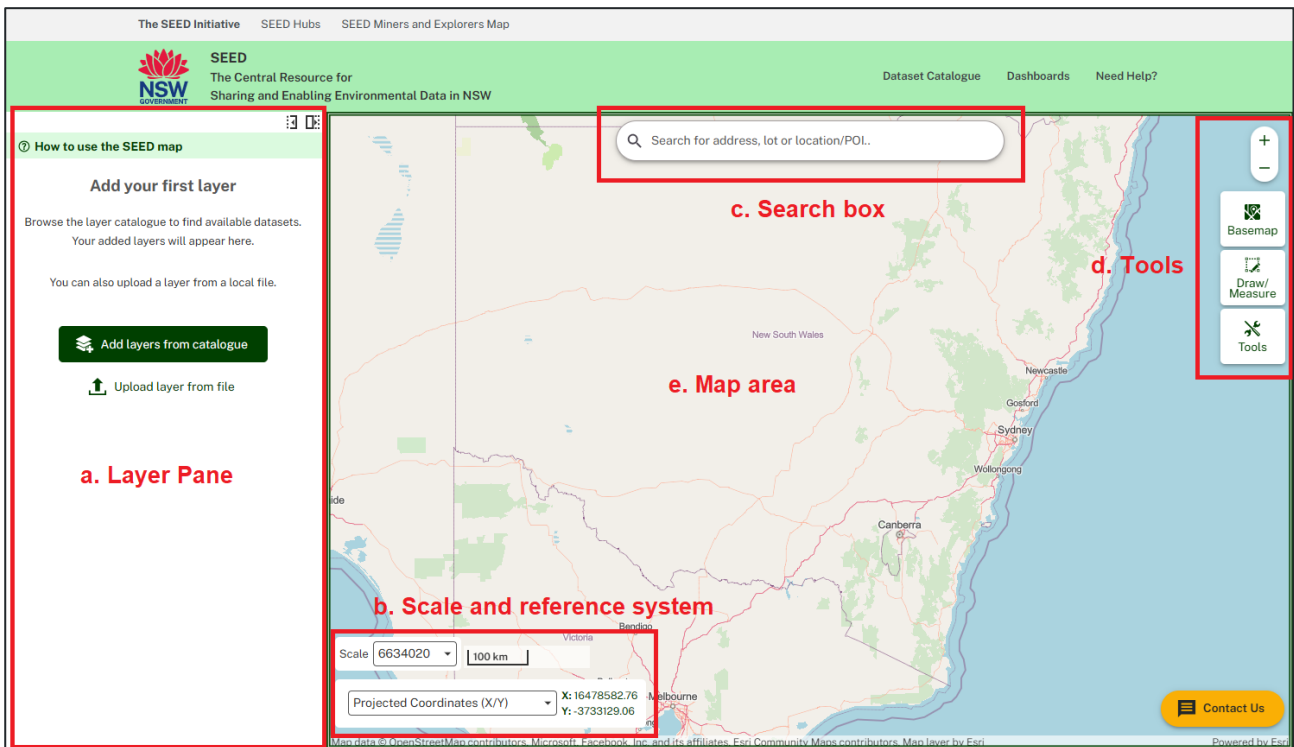 The SEED Initiative SEED Hubs SEED Miners and Explorers Map
NSW
GOVERNMENT
SEED
The Central Resource for
Sharing and Enabling Environmental Data in NSW
Dataset Catalogue Dashboards Need Help?
How to use the SEED map
Add your first layer
Browse the layer catalogue to find available datasets.
Your added layers will appear here.
You can also upload a layer from a local file.
Add layers from catalogue
Upload layer from file
a. Layer Pane
Search for address, lot or location/POI..
c. Search box
+
−
Basemap
Draw/
Measure
Tools
d. Tools
New South Wales
e. Map area
Newcastle
Gosford
Sydney
Wollongong
ide
Canberra
b. Scale and reference system
Bendigo
Victoria
Scale 6634020 100 km
Projected Coordinates (X/Y)
X: 16478582.76
Y: -3733129.06
Melbourne
Contact Us
Map data © OpenStreetMap contributors, Microsoft, Facebook, Inc. and its affiliates, Esri Community Maps contributors, Map layer by Esri
Powered by Esri